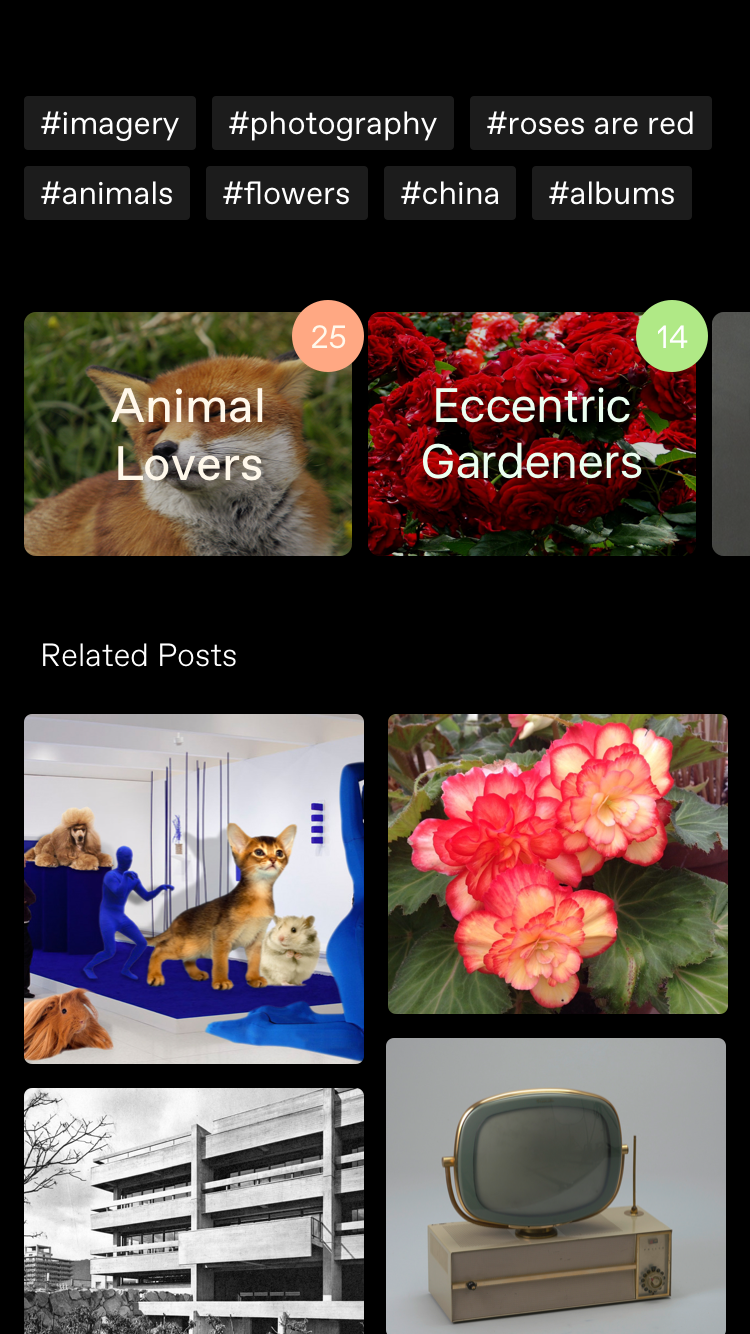 #imagery #photography #roses are red
#animals #flowers #china #albums
25
14
Animal
Lovers
Eccentric
Gardeners
Related Posts